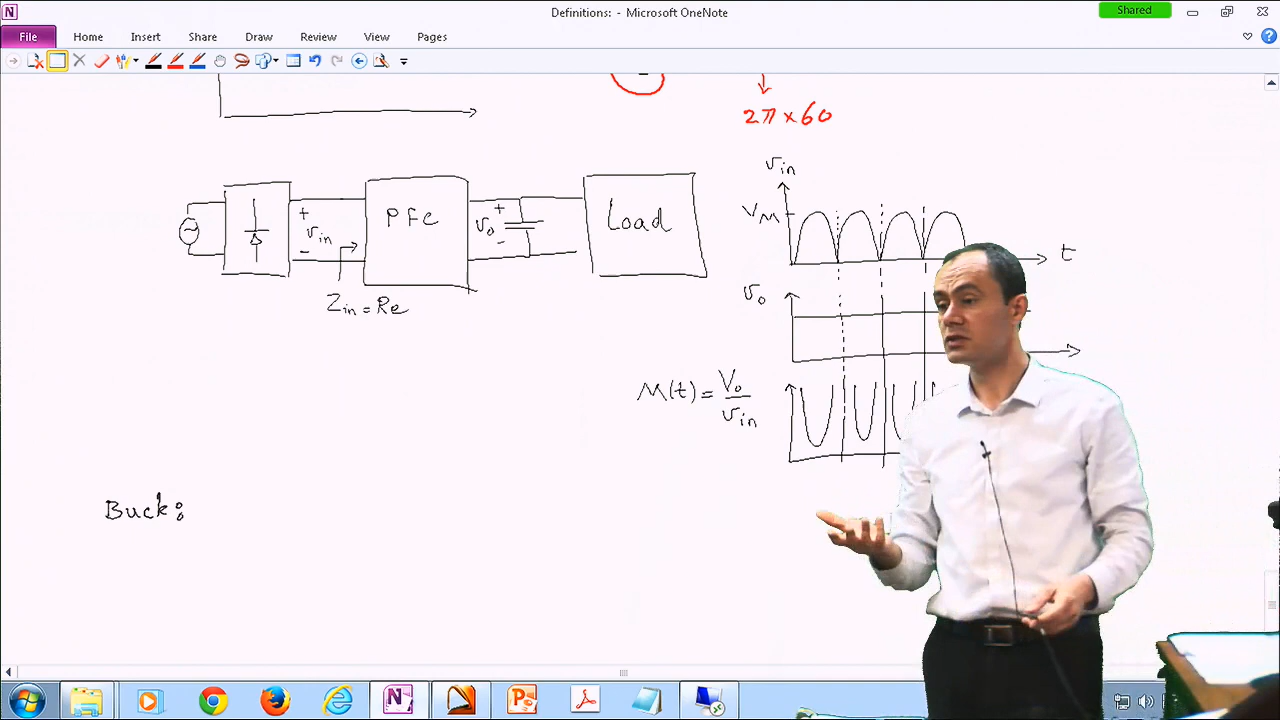 Definitions: - Microsoft OneNote
Shared
File Home Insert Share Draw Review View Pages
2π × 60
PFC
Load
+
vin
-
+
Vo
-
Zin = Re
vin
VM
t
vo
M(t) = Vo / vin
Buck: